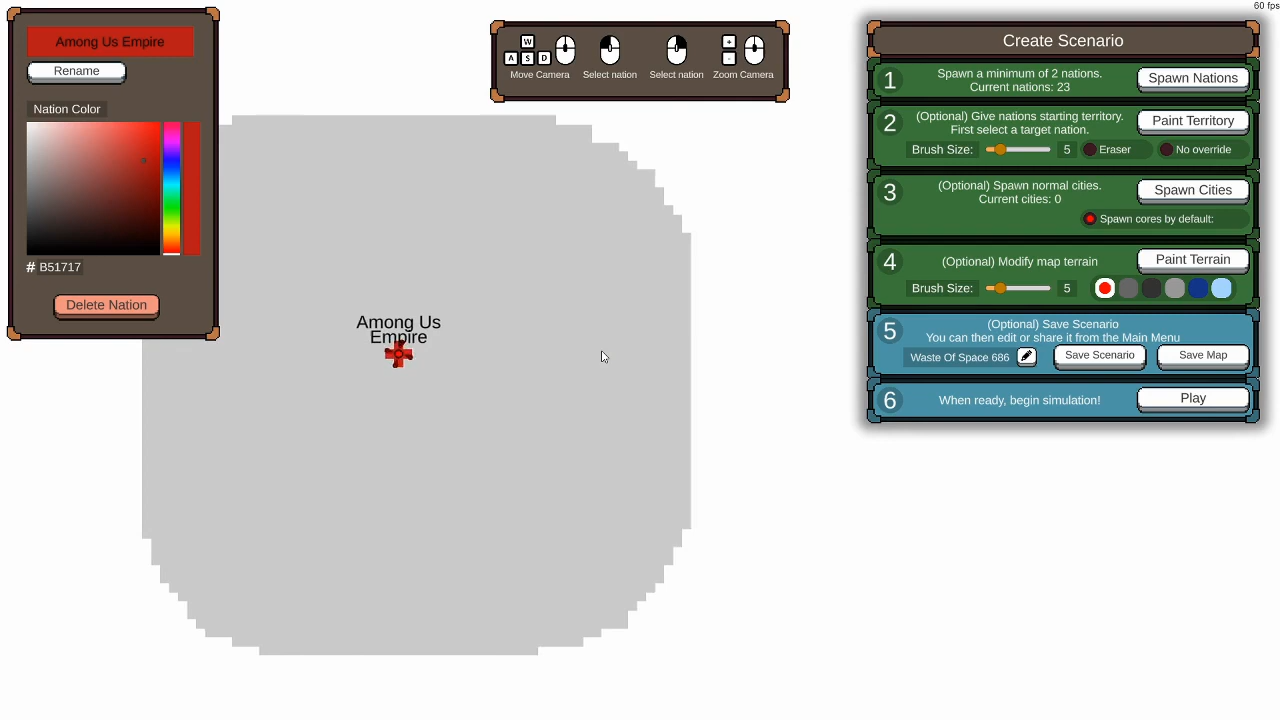 60 fps
Among Us Empire
Rename
Nation Color
# B51717
Delete Nation
W
A S D
+
-
Move Camera
Select nation
Select nation
Zoom Camera
Among Us
Empire
Create Scenario
1
Spawn a minimum of 2 nations.
Current nations: 23
Spawn Nations
2
(Optional) Give nations starting territory.
First select a target nation.
Paint Territory
Brush Size: 5
Eraser
No override
3
(Optional) Spawn normal cities.
Current cities: 0
Spawn Cities
Spawn cores by default:
4
(Optional) Modify map terrain
Paint Terrain
Brush Size: 5
5
(Optional) Save Scenario
You can then edit or share it from the Main Menu
Waste Of Space 686
Save Scenario
Save Map
6
When ready, begin simulation!
Play